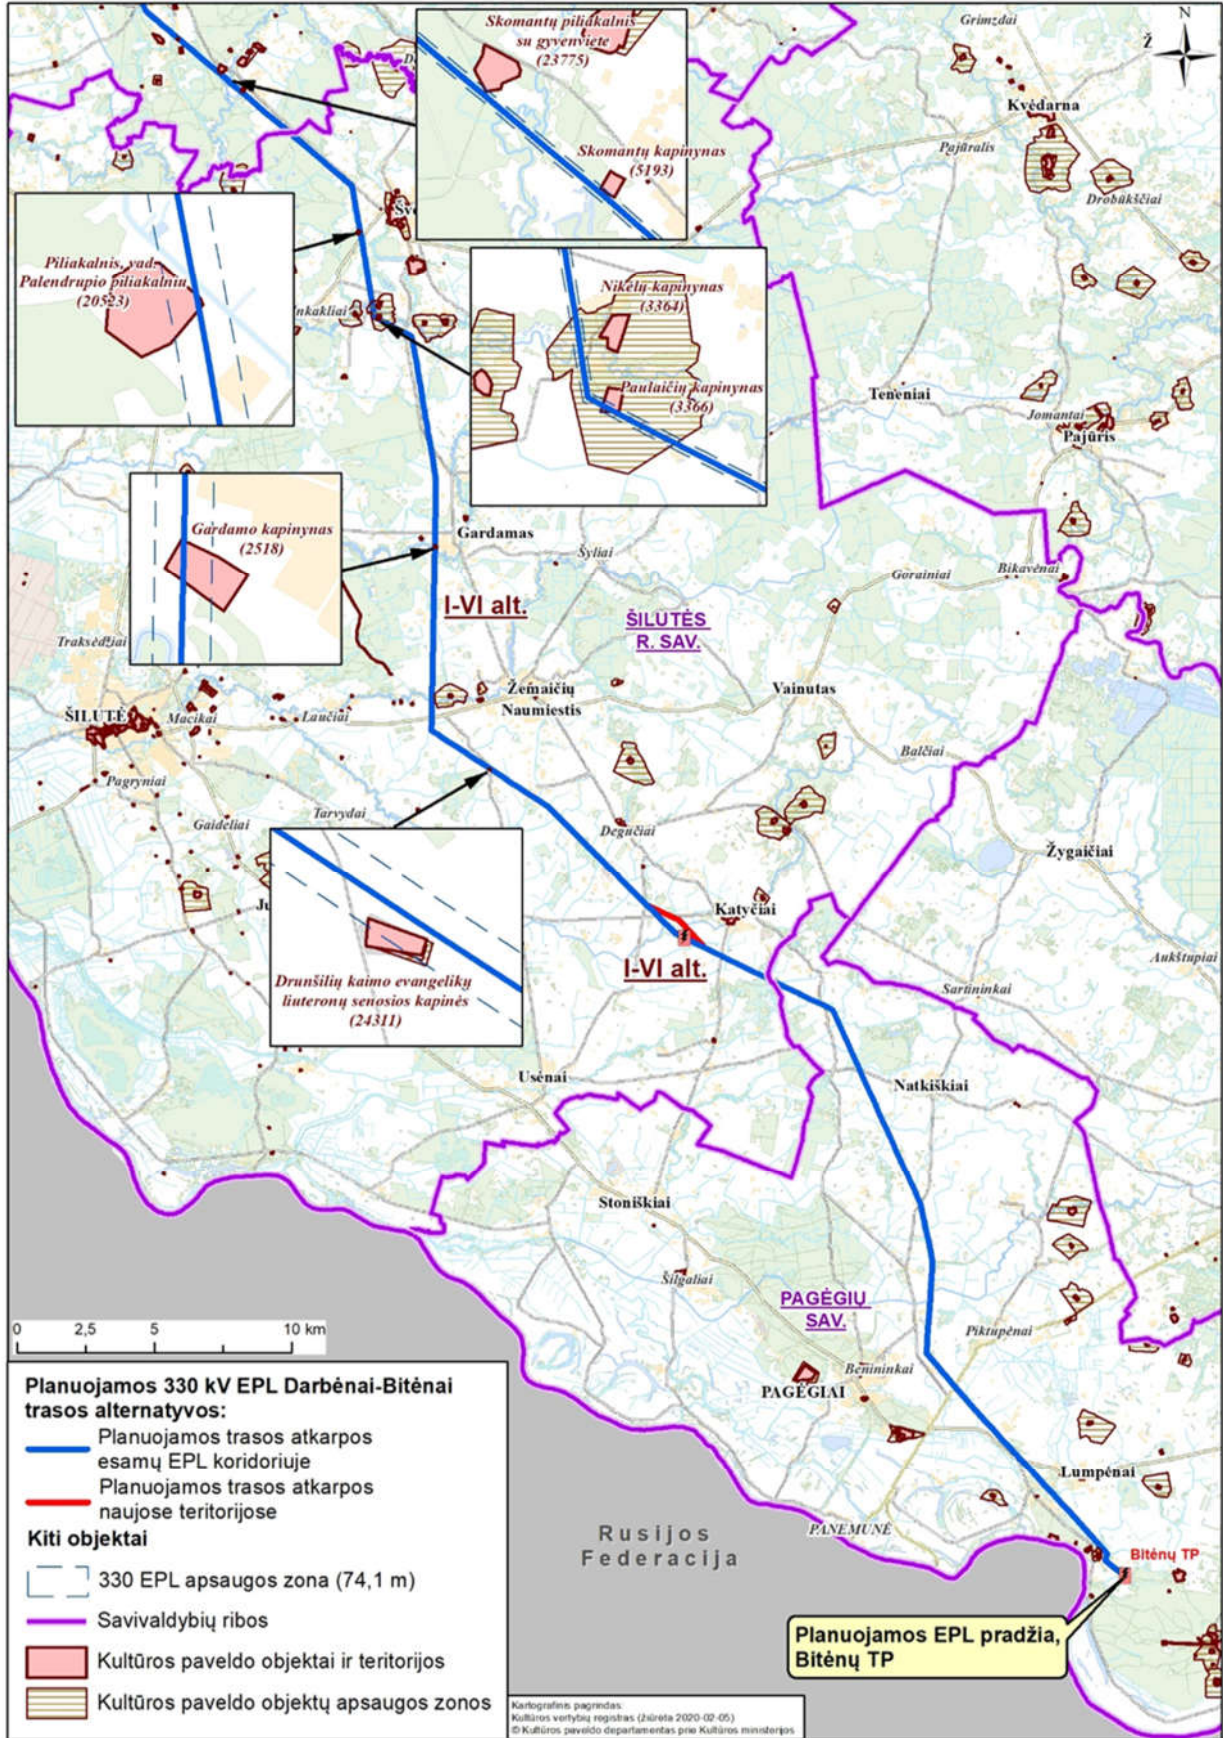 Skomantų piliakalnis
su gyvenviete
(23775)
Grimzdai
N
Ž
Kvėdarna
Pajūralis
Skomantų kapinynas
(5193)
Drobūkščiai
Piliakalnis, vad.
Palendrupio piliakalniu
(20523)
Nikėlų kapinynas
(3364)
Paulaičių kapinynas
(3366)
Teneniai
Jomantai
Pajūris
Gardamo kapinynas
(2518)
Gardamas
Šyliai
Gorainiai
Bikavėnai
I-VI alt.
ŠILUTĖS
R. SAV.
Traksėdžiai
Žemaičių
Naumiestis
Vainutas
ŠILUTĖ
Macikai
Laučiai
Balčiai
Pagryniai
Gaidėliai
Tarvydai
Degučiai
Žygaičiai
Ju
Katyčiai
I-VI alt.
Aukštupiai
Sartininkai
Drunšilių kaimo evangelikų
liuteronų senosios kapinės
(24311)
Usėnai
Natkiškiai
Stoniškiai
Šilgaliai
PAGĖGIŲ
SAV.
Piktupėnai
0 2,5 5 10 km
Benininkai
PAGĖGIAI
Lumpėnai
PANEMUNĖ
Rusijos
Federacija
Bitėnų TP
Planuojamos EPL pradžia,
Bitėnų TP
Planuojamos 330 kV EPL Darbėnai-Bitėnai
trasos alternatyvos:
Planuojamos trasos atkarpos
esamų EPL koridoriuje
Planuojamos trasos atkarpos
naujose teritorijose
Kiti objektai
330 EPL apsaugos zona (74,1 m)
Savivaldybių ribos
Kultūros paveldo objektai ir teritorijos
Kultūros paveldo objektų apsaugos zonos
Kartografinis pagrindas:
Kultūros vertybių registras (žiūrėta 2020-02-05)
© Kultūros paveldo departamentas prie Kultūros ministerijos